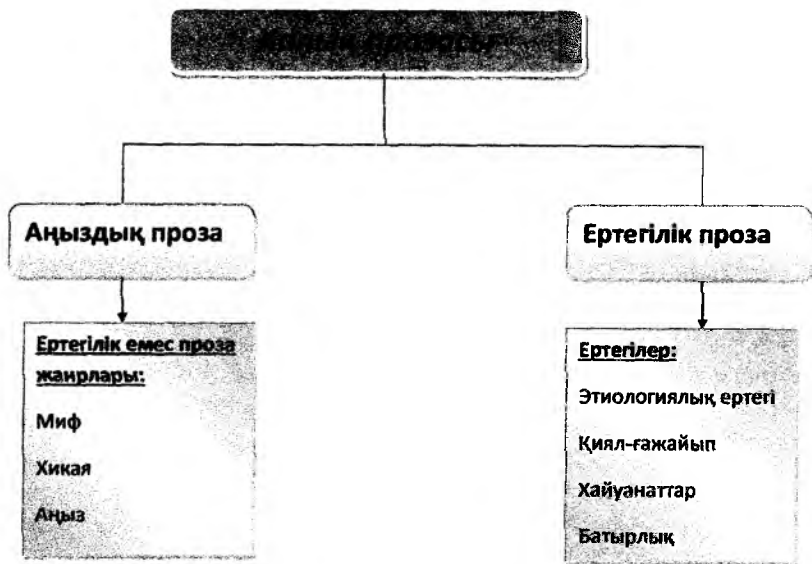 Аңыздық проза
Ертегілік проза
Ертегілік емес проза
жанрлары:
Миф
Хикая
Аңыз
Ертегілер:
Этиологиялық ертегі
Қиял-ғажайып
Хайуанаттар
Батырлық